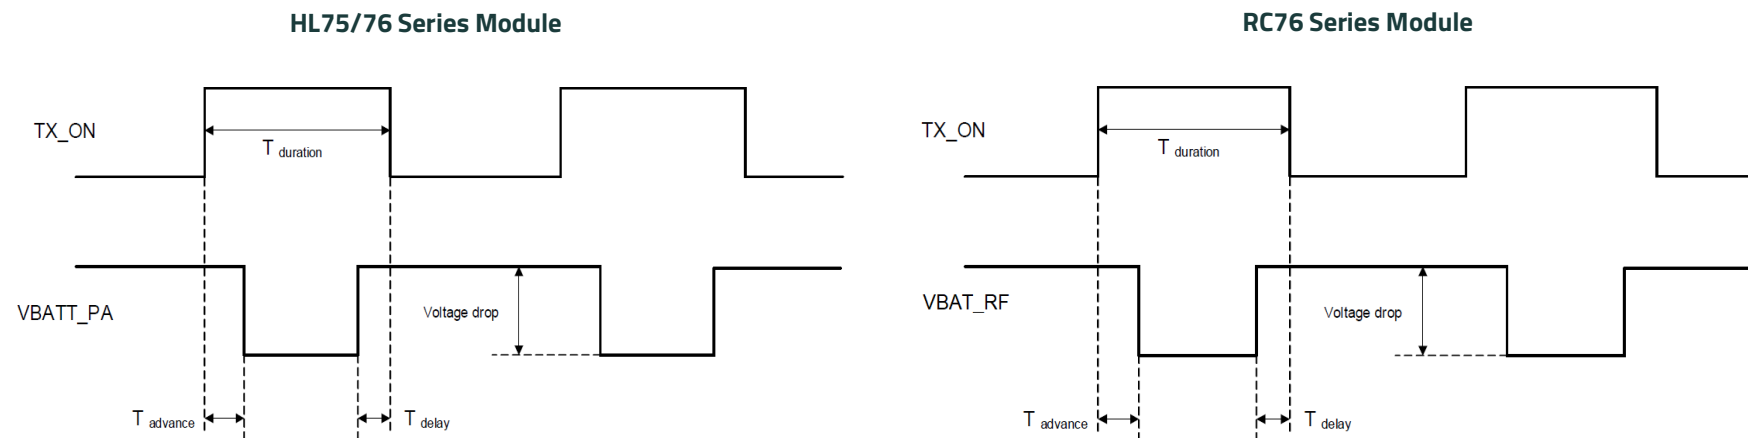 HL75/76 Series Module
TX_ON
T duration
VBATT_PA
Voltage drop
T advance
T delay
RC76 Series Module
TX_ON
T duration
VBAT_RF
Voltage drop
T advance
T delay